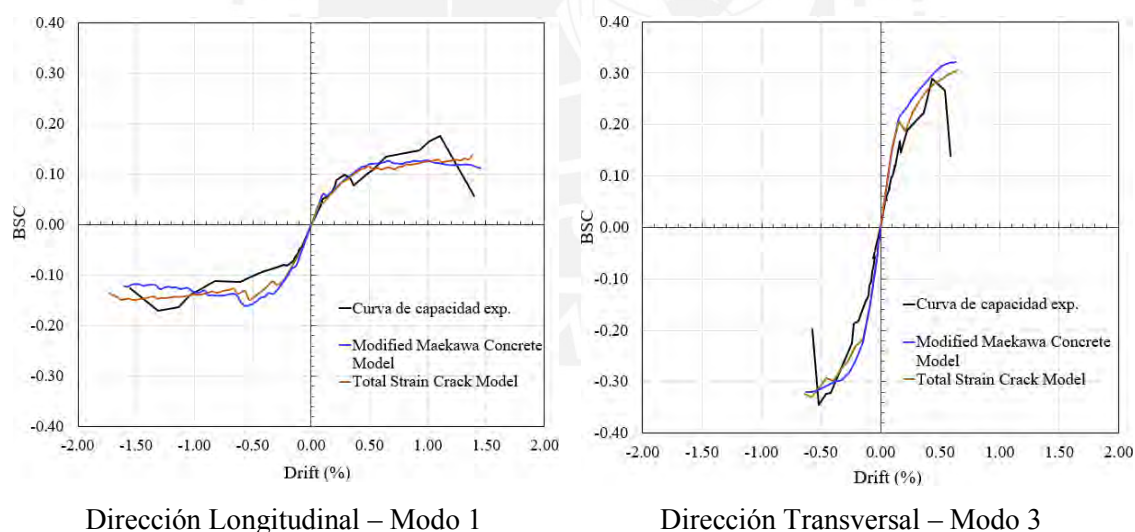 0.40
0.30
0.20
0.10
0.00
-0.10
-0.20
-0.30
-0.40
BSC
-2.00 -1.50 -1.00 -0.50 0.00 0.50 1.00 1.50 2.00
Drift (%)
Curva de capacidad exp.
Modified Maekawa Concrete
Model
Total Strain Crack Model
Dirección Longitudinal – Modo 1
0.40
0.30
0.20
0.10
0.00
-0.10
-0.20
-0.30
-0.40
BSC
-2.00 -1.50 -1.00 -0.50 0.00 0.50 1.00 1.50 2.00
Drift (%)
Curva de capacidad exp.
Modified Maekawa Concrete
Model
Total Strain Crack Model
Dirección Transversal – Modo 3